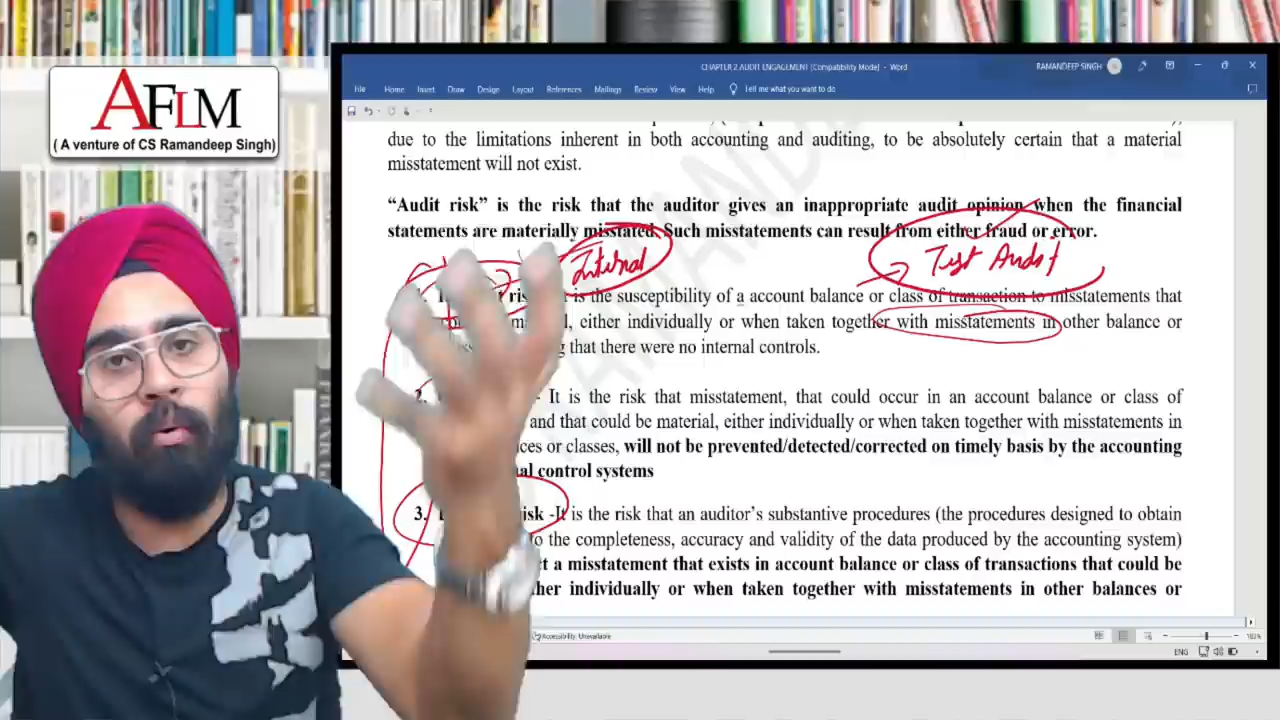 AFLM
( A venture of CS Ramandeep Singh)
CHAPTER 2 AUDIT ENGAGEMENT [Compatibility Mode] - Word
RAMANDEEP SINGH
File Home Insert Draw Design Layout References Mailings Review View Help Tell me what you want to do
due to the limitations inherent in both accounting and auditing, to be absolutely certain that a material
misstatement will not exist.
“Audit risk” is the risk that the auditor gives an inappropriate audit opinion when the financial
statements are materially misstated. Such misstatements can result from either fraud or error.
Internal
Test Audit
is the susceptibility of a account balance or class of transaction to misstatements that
, either individually or when taken together with misstatements in other balance or
that there were no internal controls.
2. - It is the risk that misstatement, that could occur in an account balance or class of
and that could be material, either individually or when taken together with misstatements in
or classes, will not be prevented/detected/corrected on timely basis by the accounting
control systems
3. -It is the risk that an auditor’s substantive procedures (the procedures designed to obtain
to the completeness, accuracy and validity of the data produced by the accounting system)
a misstatement that exists in account balance or class of transactions that could be
individually or when taken together with misstatements in other balances or
Accessibility: Unavailable
ENG